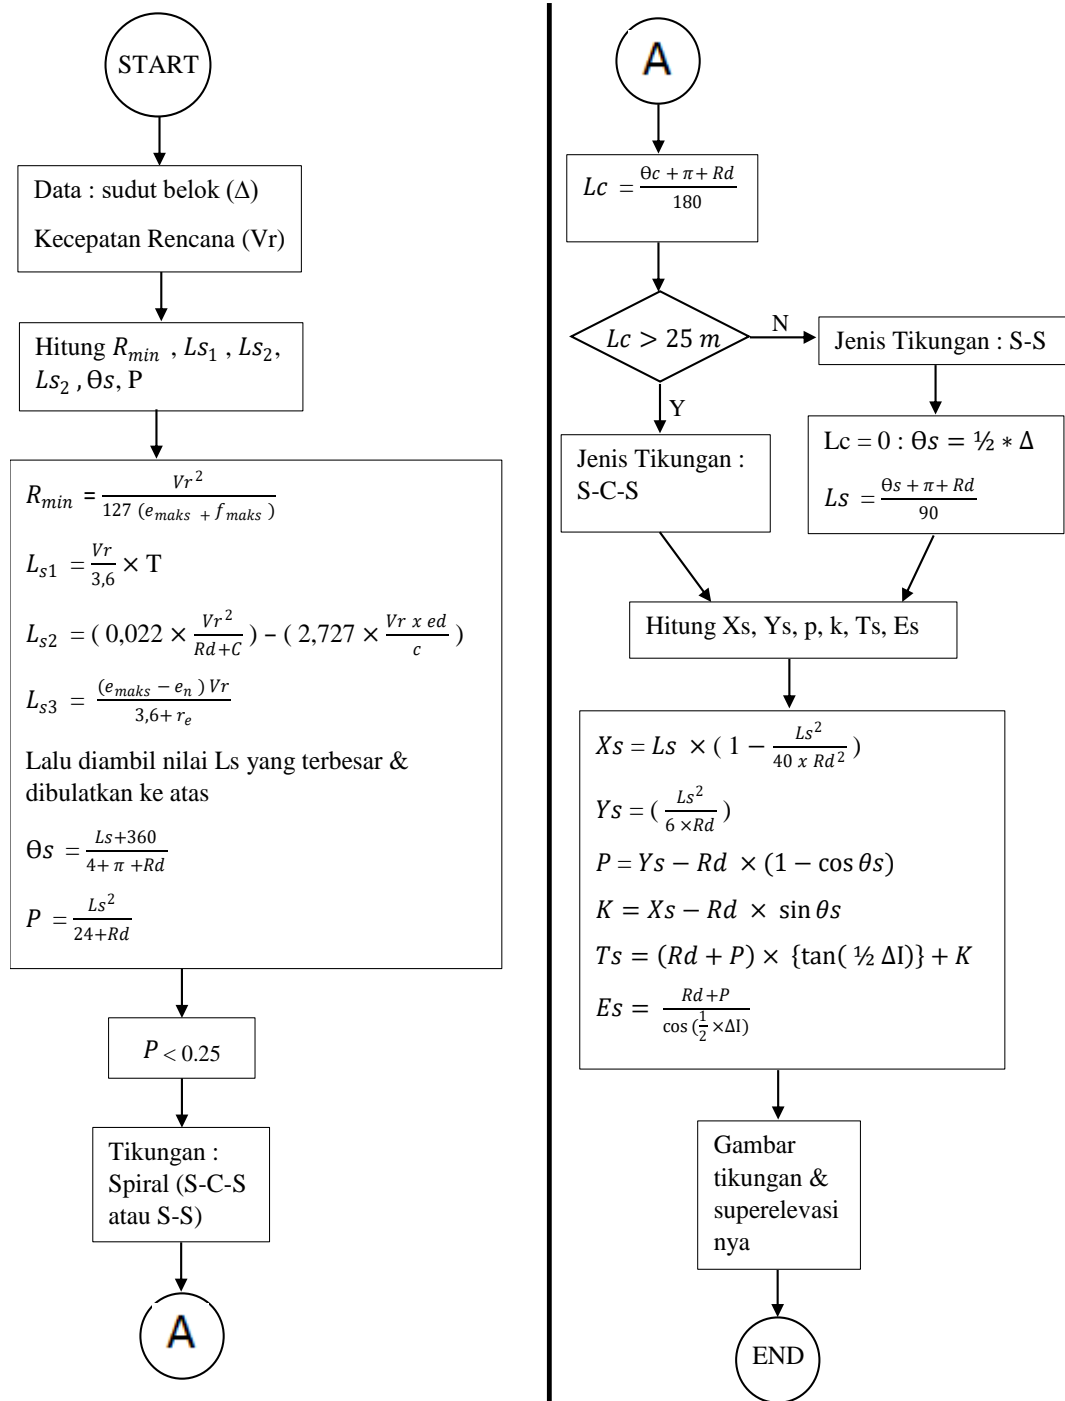 START
Data : sudut belok (Δ)
Kecepatan Rencana (Vr)
Hitung R_min , Ls_1 , Ls_2,
Ls_2 , ϴs, P
R_min = Vr^2 / 127 (e_maks + f_maks )
L_s1 = Vr / 3,6 × T
L_s2 = ( 0,022 × Vr^2 / Rd+C ) − ( 2,727 × Vr x ed / c )
L_s3 = (e_maks − e_n ) Vr / 3,6+ r_e
Lalu diambil nilai Ls yang terbesar &
dibulatkan ke atas
ϴs = Ls+360 / 4+ π +Rd
P = Ls^2 / 24+Rd
P < 0.25
Tikungan :
Spiral (S-C-S
atau S-S)
A
A
Lc = ϴc + π + Rd / 180
Lc > 25 m
N
Y
Jenis Tikungan : S-S
Lc = 0 : ϴs = ½ * Δ
Ls = ϴs + π + Rd / 90
Jenis Tikungan :
S-C-S
Hitung Xs, Ys, p, k, Ts, Es
Xs = Ls × ( 1 − Ls^2 / 40 x Rd^2 )
Ys = ( Ls^2 / 6 ×Rd )
P = Ys − Rd × (1 − cos θs)
K = Xs − Rd × sin θs
Ts = (Rd + P) × {tan( ½ ΔI)} + K
Es = Rd+P / cos (1/2 ×ΔI)
Gambar
tikungan &
superelevasi
nya
END